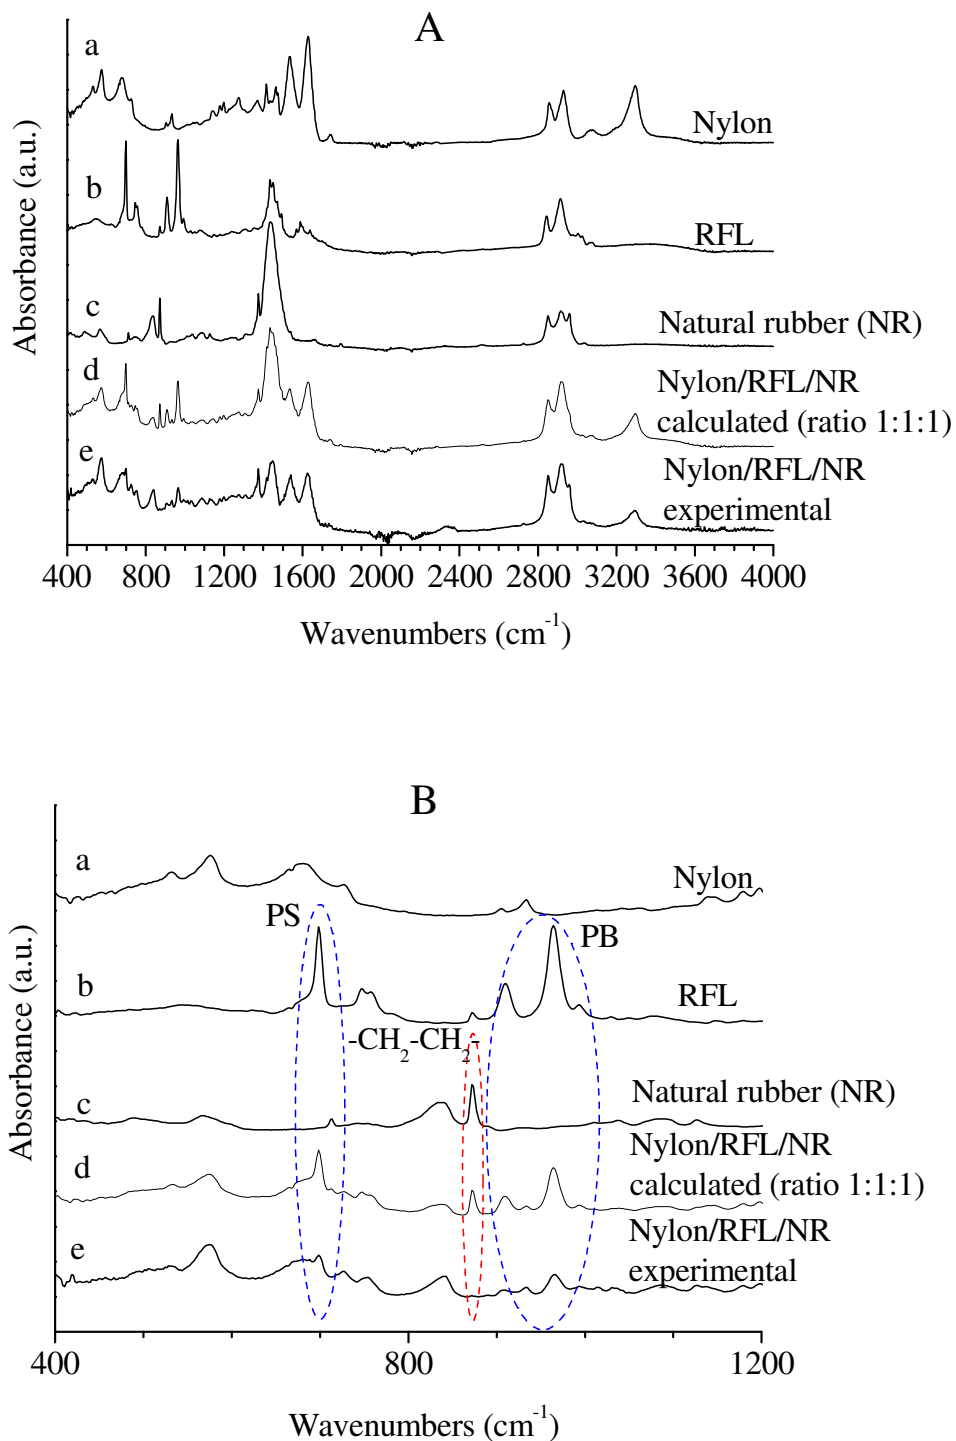 A
a
Nylon
b
RFL
c
Natural rubber (NR)
d
Nylon/RFL/NR
calculated (ratio 1:1:1)
e
Nylon/RFL/NR
experimental
Absorbance (a.u.)
400 800 1200 1600 2000 2400 2800 3200 3600 4000
Wavenumbers (cm⁻¹)
B
a
Nylon
PS
PB
b
RFL
-CH₂-CH₂-
c
Natural rubber (NR)
d
Nylon/RFL/NR
calculated (ratio 1:1:1)
e
Nylon/RFL/NR
experimental
Absorbance (a.u.)
400 800 1200
Wavenumbers (cm⁻¹)